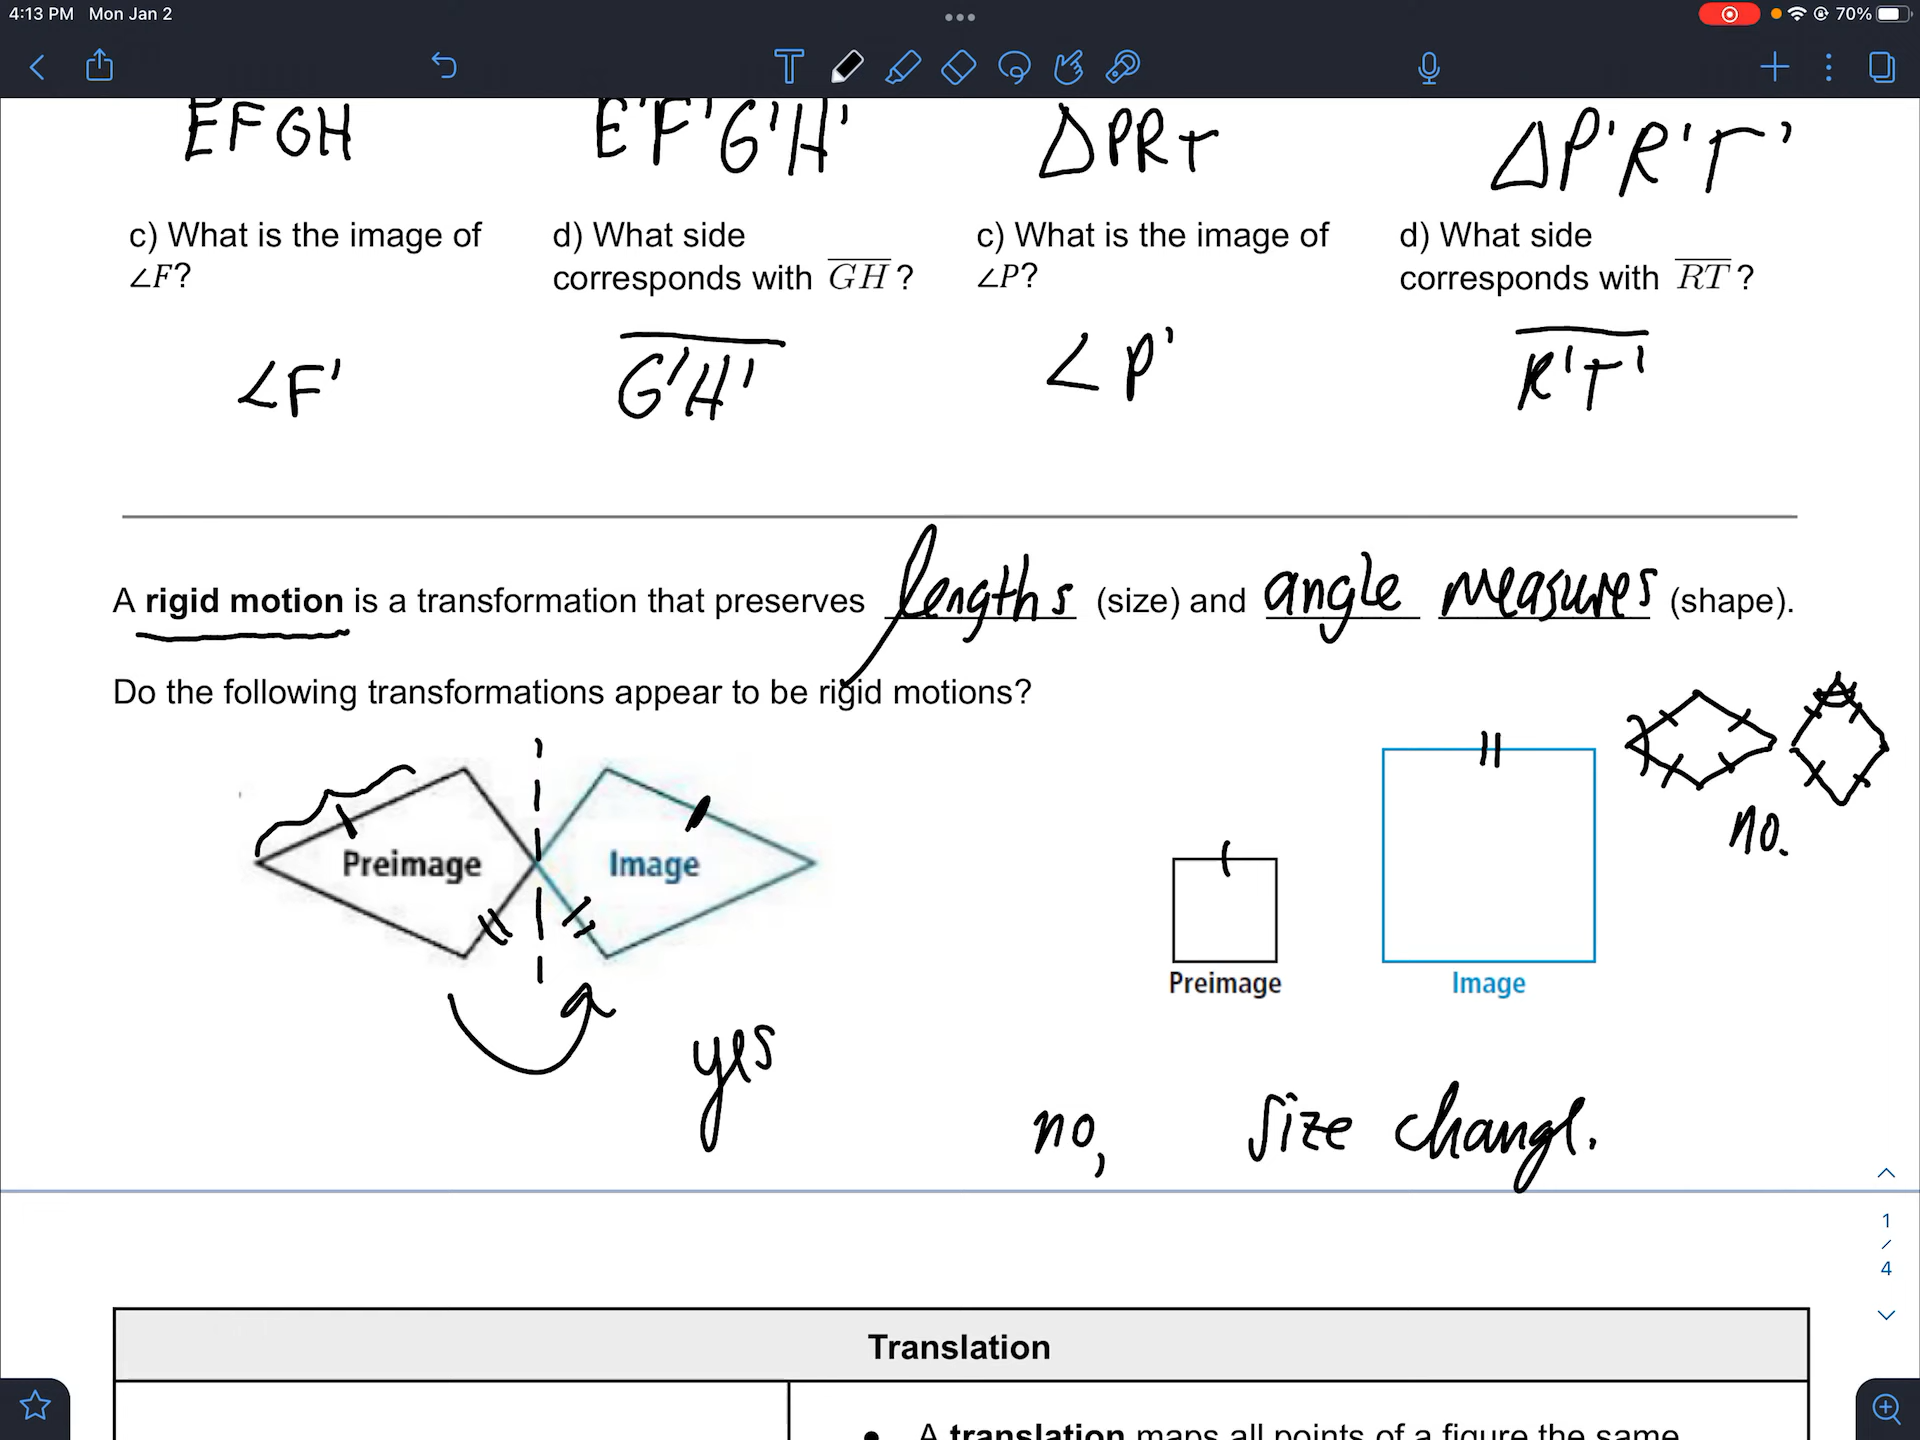 4:13 PM Mon Jan 2
70%
EFGH E'F'G'H' △PRT △P'R'T'
c) What is the image of ∠F?
∠F'
d) What side corresponds with GH?
G'H'
c) What is the image of ∠P?
∠P'
d) What side corresponds with RT?
R'T'
A rigid motion is a transformation that preserves lengths (size) and angle measures (shape).
Do the following transformations appear to be rigid motions?
Preimage
Image
yes
Preimage
Image
no.
no, size change.
1
/
4
Translation
• A translation maps all points of a figure the same